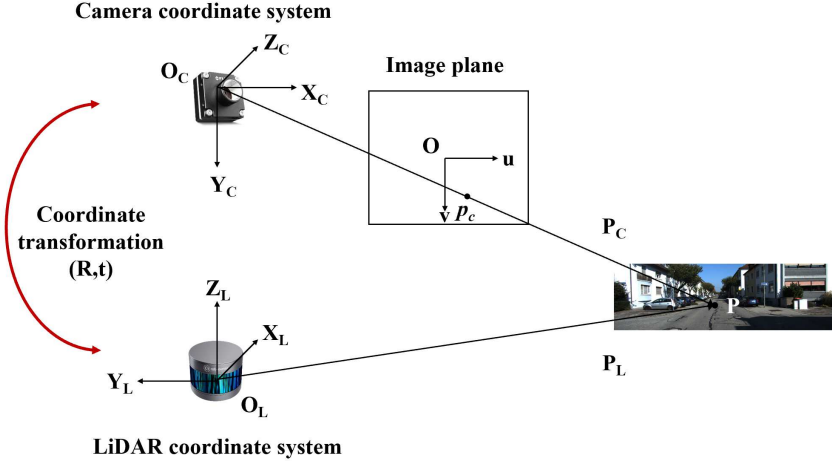 Camera coordinate system
Z_C
O_C
X_C
Y_C
Image plane
O
u
v
p_c
Coordinate
transformation
(R,t)
P_C
P
P_L
Z_L
X_L
Y_L
O_L
LiDAR coordinate system